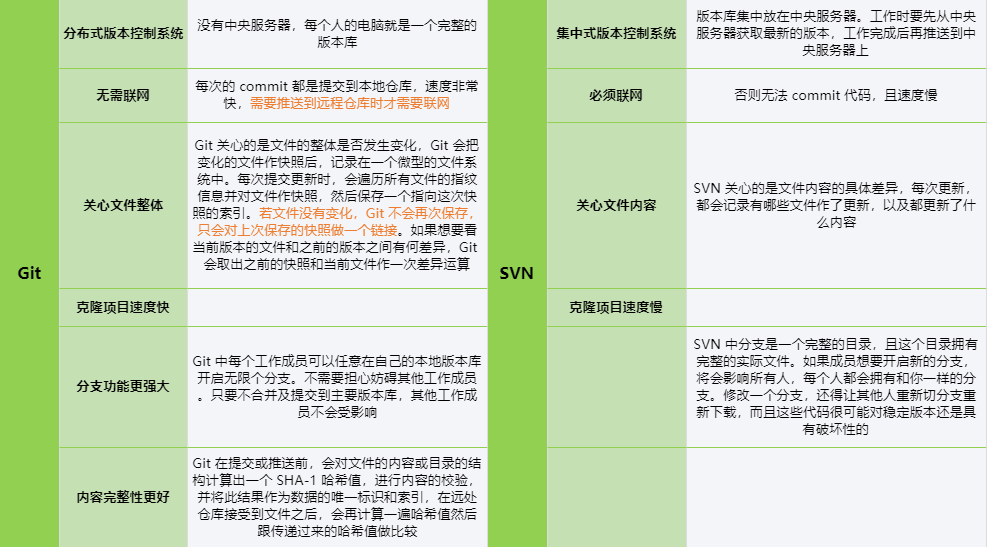 Git
分布式版本控制系统
没有中央服务器，每个人的电脑就是一个完整的
版本库
无需联网
每次的 commit 都是提交到本地仓库，速度非常
快，需要推送到远程仓库时才需要联网
关心文件整体
Git 关心的是文件的整体是否发生变化，Git 会把
变化的文件作快照后，记录在一个微型的文件系
统中。每次提交更新时，会遍历所有文件的指纹
信息并对文件作快照，然后保存一个指向这次快
照的索引。若文件没有变化，Git 不会再次保存，
只会对上次保存的快照做一个链接。如果想要看
当前版本的文件和之前的版本之间有何差异，Git
会取出之前的快照和当前文件作一次差异运算
克隆项目速度快
分支功能更强大
Git 中每个工作成员可以任意在自己的本地版本库
开启无限个分支。不需要担心妨碍其他工作成员
。只要不合并及提交到主要版本库，其他工作成
员不会受影响
内容完整性更好
Git 在提交或推送前，会对文件的内容或目录的结
构计算出一个 SHA-1 哈希值，进行内容的校验，
并将此结果作为数据的唯一标识和索引，在远处
仓库接受到文件之后，会再计算一遍哈希值然后
跟传递过来的哈希值做比较
SVN
集中式版本控制系统
版本库集中放在中央服务器。工作时要先从中央
服务器获取最新的版本，工作完成后再推送到中
央服务器上
必须联网
否则无法 commit 代码，且速度慢
关心文件内容
SVN 关心的是文件内容的具体差异，每次更新，
都会记录有哪些文件作了更新，以及都更新了什
么内容
克隆项目速度慢
SVN 中分支是一个完整的目录，且这个目录拥有
完整的实际文件。如果成员想要开启新的分支，
将会影响所有人，每个人都会拥有和你一样的分
支。修改一个分支，还得让其他人重新切分支重
新下载，而且这些代码很可能对稳定版本还是具
有破坏性的